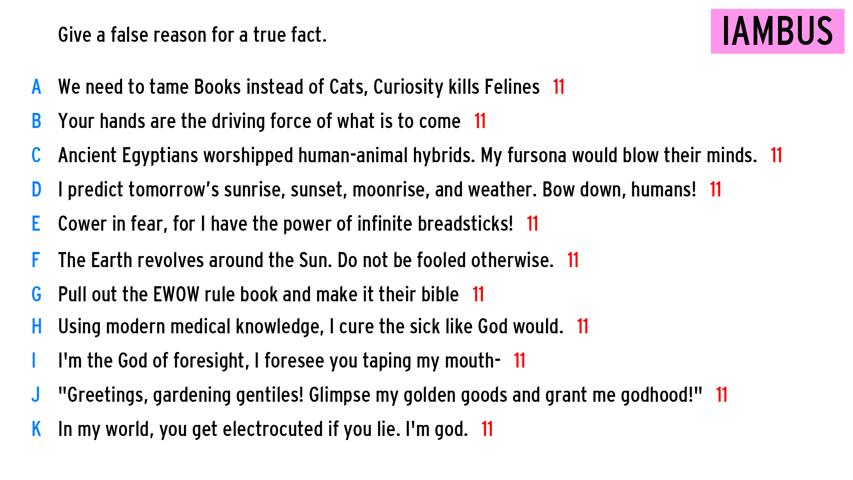 Give a false reason for a true fact.
IAMBUS
A We need to tame Books instead of Cats, Curiosity kills Felines 11
B Your hands are the driving force of what is to come 11
C Ancient Egyptians worshipped human-animal hybrids. My fursona would blow their minds. 11
D I predict tomorrow's sunrise, sunset, moonrise, and weather. Bow down, humans! 11
E Cower in fear, for I have the power of infinite breadsticks! 11
F The Earth revolves around the Sun. Do not be fooled otherwise. 11
G Pull out the EWOW rule book and make it their bible 11
H Using modern medical knowledge, I cure the sick like God would. 11
I I'm the God of foresight, I foresee you taping my mouth- 11
J "Greetings, gardening gentiles! Glimpse my golden goods and grant me godhood!" 11
K In my world, you get electrocuted if you lie. I'm god. 11